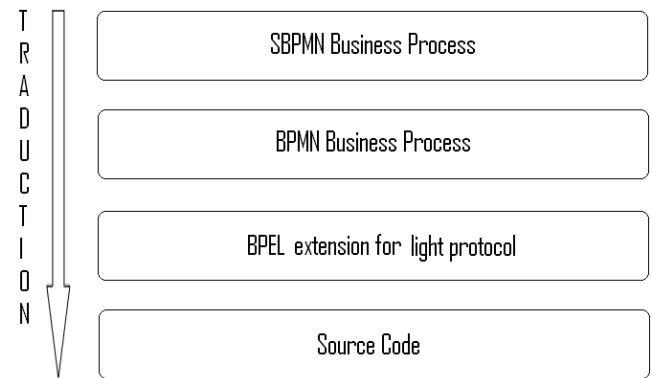 TRADUCTION
SBPMN Business Process
BPMN Business Process
BPEL extension for light protocol
Source Code